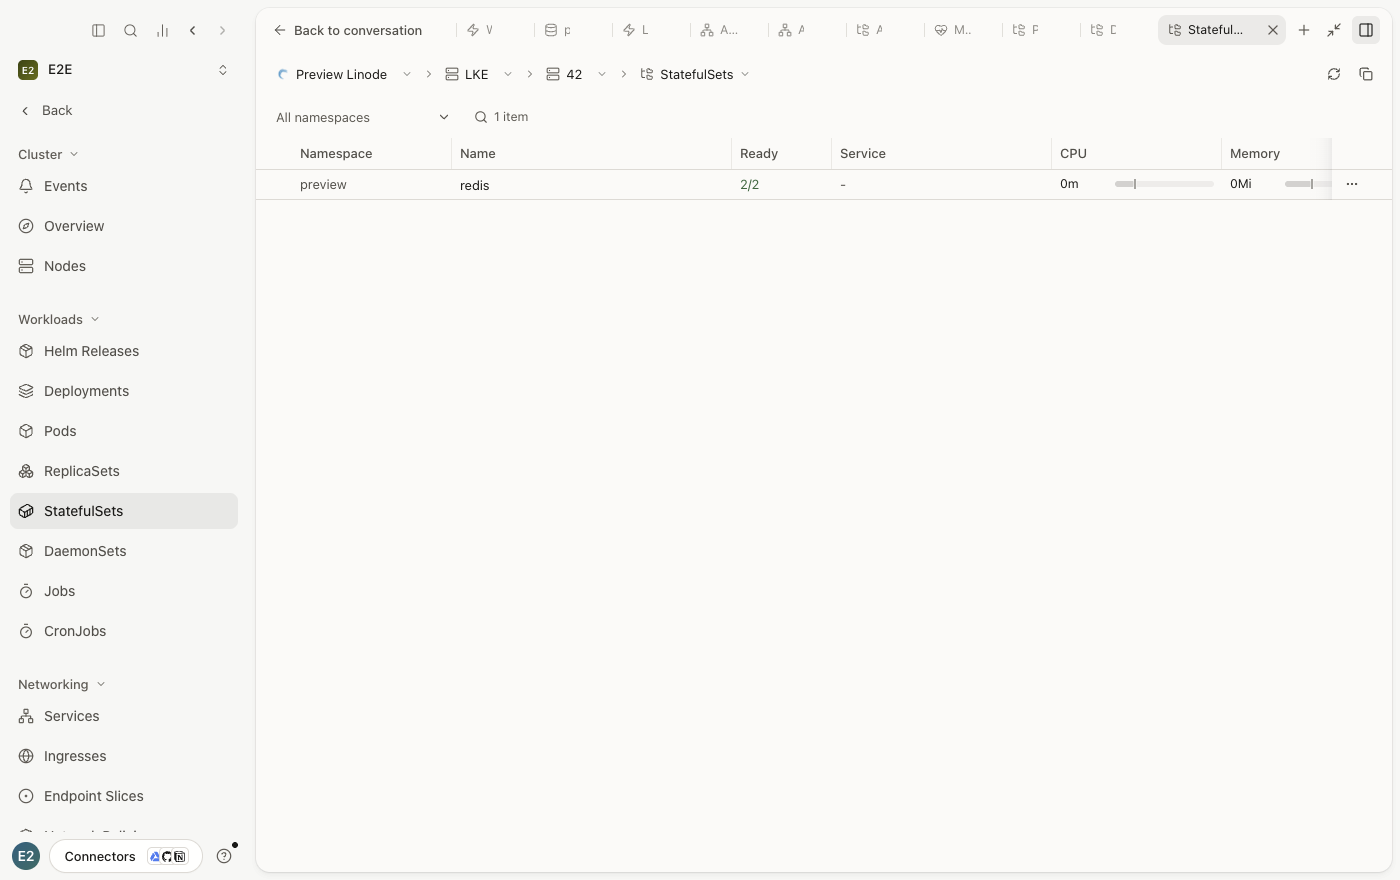 Back to conversation
A...
M..
Stateful...
E2
E2E
Preview Linode
LKE
42
StatefulSets
Back
All namespaces
1 item
Cluster
Namespace
Name
Ready
Service
CPU
Memory
preview
redis
2/2
-
0m
0Mi
Events
Overview
Nodes
Workloads
Helm Releases
Deployments
Pods
ReplicaSets
StatefulSets
DaemonSets
Jobs
CronJobs
Networking
Services
Ingresses
Endpoint Slices
E2
Connectors